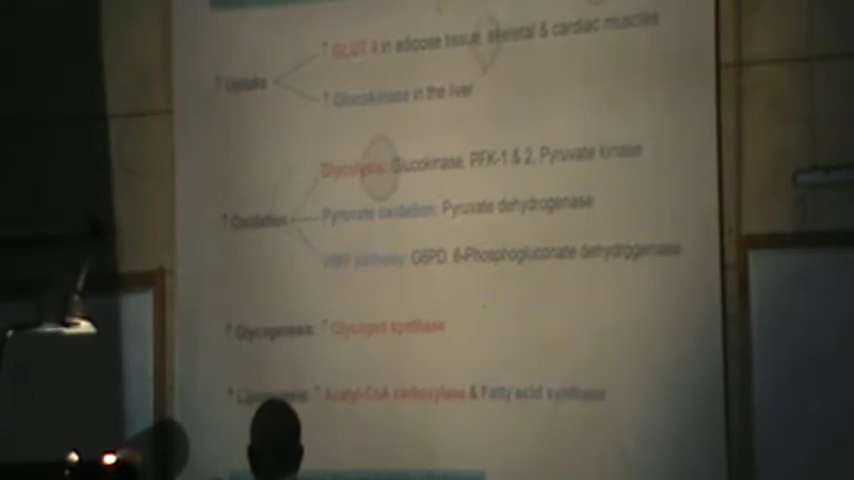 ↑ GLUT 4 in adipose tissue, skeletal & cardiac muscles
↑ Uptake
↑ Glucokinase in the liver
Glycolysis: Glucokinase, PFK-1 & 2, Pyruvate kinase
↑ Oxidation
Pyruvate oxidation: Pyruvate dehydrogenase
HMP pathway: G6PD, 6-Phosphogluconate dehydrogenase
↑ Glycogenesis: ↑ Glycogen synthase
↑ Lipogenesis: ↑ Acetyl-CoA carboxylase & Fatty acid synthase